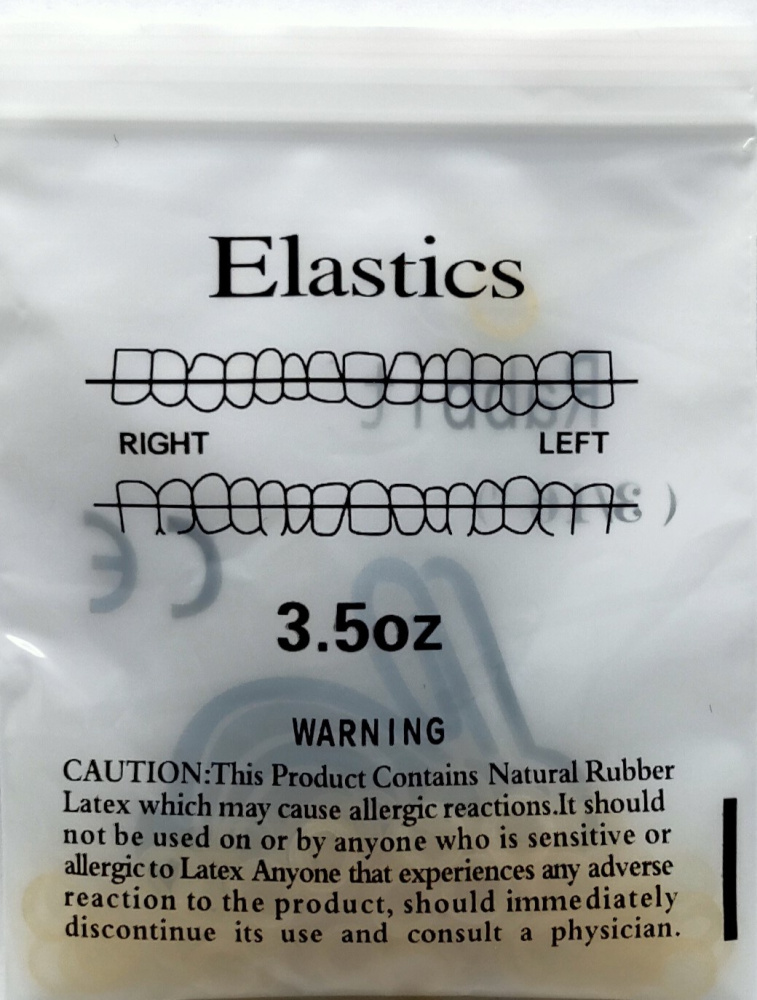 Elastics
RIGHT LEFT
3.5oz
WARNING
CAUTION:This Product Contains Natural Rubber
Latex which may cause allergic reactions.It should
not be used on or by anyone who is sensitive or
allergic to Latex Anyone that experiences any adverse
reaction to the product, should immediately
discontinue its use and consult a physician.
Rabbit
CE